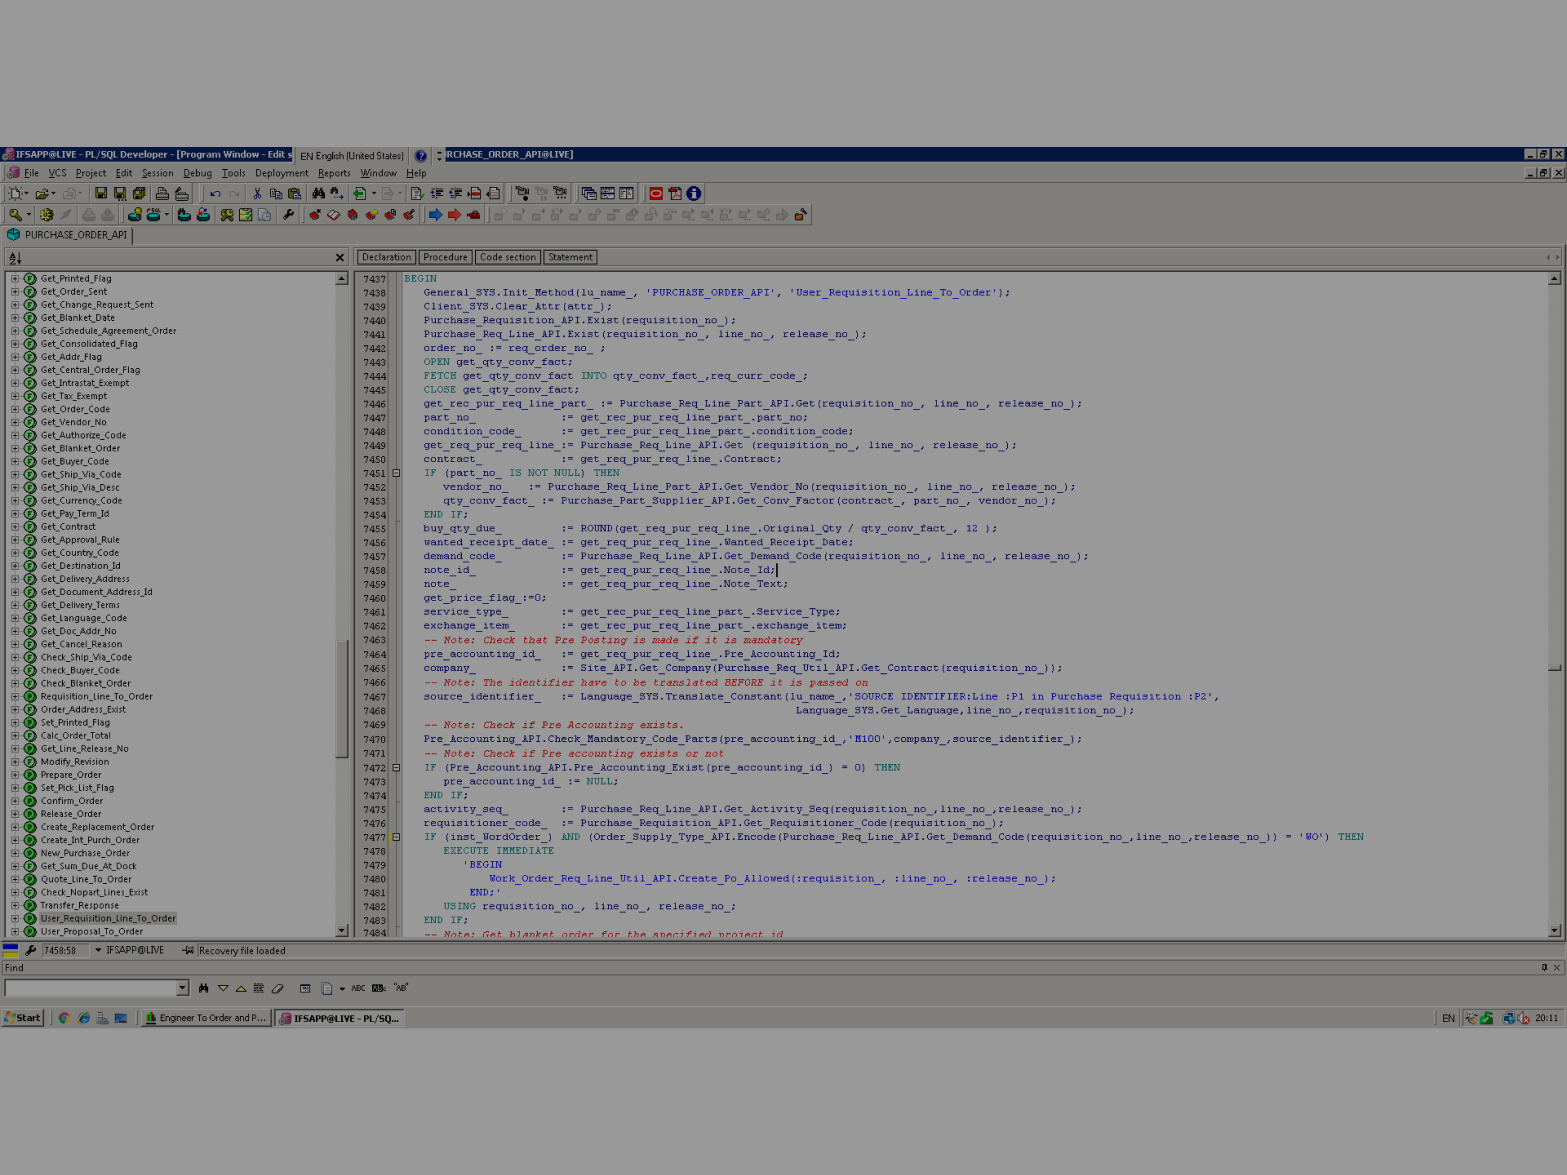 IFSAPP@LIVE - PL/SQL Developer - [Program Window - Edit s EN English (United States) RCHASE_ORDER_API@LIVE]
File VCS Project Edit Session Debug Tools Deployment Reports Window Help
PURCHASE_ORDER_API
Declaration Procedure Code section Statement
Get_Printed_Flag
Get_Order_Sent
Get_Change_Request_Sent
Get_Blanket_Date
Get_Schedule_Agreement_Order
Get_Consolidated_Flag
Get_Addr_Flag
Get_Central_Order_Flag
Get_Intrastat_Exempt
Get_Tax_Exempt
Get_Order_Code
Get_Vendor_No
Get_Authorize_Code
Get_Blanket_Order
Get_Buyer_Code
Get_Ship_Via_Code
Get_Ship_Via_Desc
Get_Currency_Code
Get_Pay_Term_Id
Get_Contract
Get_Approval_Rule
Get_Country_Code
Get_Destination_Id
Get_Delivery_Address
Get_Document_Address_Id
Get_Delivery_Terms
Get_Language_Code
Get_Doc_Addr_No
Get_Cancel_Reason
Check_Ship_Via_Code
Check_Buyer_Code
Check_Blanket_Order
Requisition_Line_To_Order
Order_Address_Exist
Set_Printed_Flag
Calc_Order_Total
Get_Line_Release_No
Modify_Revision
Prepare_Order
Set_Pick_List_Flag
Confirm_Order
Release_Order
Create_Replacement_Order
Create_Int_Purch_Order
New_Purchase_Order
Get_Sum_Due_At_Dock
Quote_Line_To_Order
Check_Nopart_Lines_Exist
Transfer_Response
User_Requisition_Line_To_Order
User_Proposal_To_Order
7437 BEGIN
7438 General_SYS.Init_Method(lu_name_, 'PURCHASE_ORDER_API', 'User_Requisition_Line_To_Order');
7439 Client_SYS.Clear_Attr(attr_);
7440 Purchase_Requisition_API.Exist(requisition_no_);
7441 Purchase_Req_Line_API.Exist(requisition_no_, line_no_, release_no_);
7442 order_no_ := req_order_no_ ;
7443 OPEN get_qty_conv_fact;
7444 FETCH get_qty_conv_fact INTO qty_conv_fact_,req_curr_code_;
7445 CLOSE get_qty_conv_fact;
7446 get_rec_pur_req_line_part_ := Purchase_Req_Line_Part_API.Get(requisition_no_, line_no_, release_no_);
7447 part_no_ := get_rec_pur_req_line_part_.part_no;
7448 condition_code_ := get_rec_pur_req_line_part_.condition_code;
7449 get_req_pur_req_line_:= Purchase_Req_Line_API.Get (requisition_no_, line_no_, release_no_);
7450 contract_ := get_req_pur_req_line_.Contract;
7451 IF (part_no_ IS NOT NULL) THEN
7452 vendor_no_ := Purchase_Req_Line_Part_API.Get_Vendor_No(requisition_no_, line_no_, release_no_);
7453 qty_conv_fact_ := Purchase_Part_Supplier_API.Get_Conv_Factor(contract_, part_no_, vendor_no_);
7454 END IF;
7455 buy_qty_due_ := ROUND(get_req_pur_req_line_.Original_Qty / qty_conv_fact_, 12 );
7456 wanted_receipt_date_ := get_req_pur_req_line_.Wanted_Receipt_Date;
7457 demand_code_ := Purchase_Req_Line_API.Get_Demand_Code(requisition_no_, line_no_, release_no_);
7458 note_id_ := get_req_pur_req_line_.Note_Id;
7459 note_ := get_req_pur_req_line_.Note_Text;
7460 get_price_flag_:=0;
7461 service_type_ := get_rec_pur_req_line_part_.Service_Type;
7462 exchange_item_ := get_rec_pur_req_line_part_.exchange_item;
7463 -- Note: Check that Pre Posting is made if it is mandatory
7464 pre_accounting_id_ := get_req_pur_req_line_.Pre_Accounting_Id;
7465 company_ := Site_API.Get_Company(Purchase_Req_Util_API.Get_Contract(requisition_no_));
7466 -- Note: The identifier have to be translated BEFORE it is passed on
7467 source_identifier_ := Language_SYS.Translate_Constant(lu_name_,'SOURCE IDENTIFIER:Line :P1 in Purchase Requisition :P2',
7468 Language_SYS.Get_Language,line_no_,requisition_no_);
7469 -- Note: Check if Pre Accounting exists.
7470 Pre_Accounting_API.Check_Mandatory_Code_Parts(pre_accounting_id_,'M100',company_,source_identifier_);
7471 -- Note: Check if Pre accounting exists or not
7472 IF (Pre_Accounting_API.Pre_Accounting_Exist(pre_accounting_id_) = 0) THEN
7473 pre_accounting_id_ := NULL;
7474 END IF;
7475 activity_seq_ := Purchase_Req_Line_API.Get_Activity_Seq(requisition_no_,line_no_,release_no_);
7476 requisitioner_code_ := Purchase_Requisition_API.Get_Requisitioner_Code(requisition_no_);
7477 IF (inst_WordOrder_) AND (Order_Supply_Type_API.Encode(Purchase_Req_Line_API.Get_Demand_Code(requisition_no_,line_no_,release_no_)) = 'WO') THEN
7478 EXECUTE IMMEDIATE
7479 'BEGIN
7480 Work_Order_Req_Line_Util_API.Create_Po_Allowed(:requisition_, :line_no_, :release_no_);
7481 END;'
7482 USING requisition_no_, line_no_, release_no_;
7483 END IF;
7484 -- Note: Get blanket order for the specified project id
7458:58 IFSAPP@LIVE Recovery file loaded
Find
ABC "AB"
Start Engineer To Order and P... IFSAPP@LIVE - PL/SQ... EN 20:11